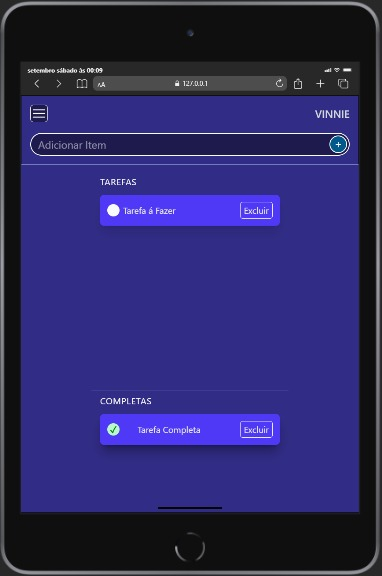 setembro sábado às 00:09
AA 127.0.0.1
VINNIE
Adicionar Item +
TAREFAS
Tarefa á Fazer Excluir
COMPLETAS
Tarefa Completa Excluir